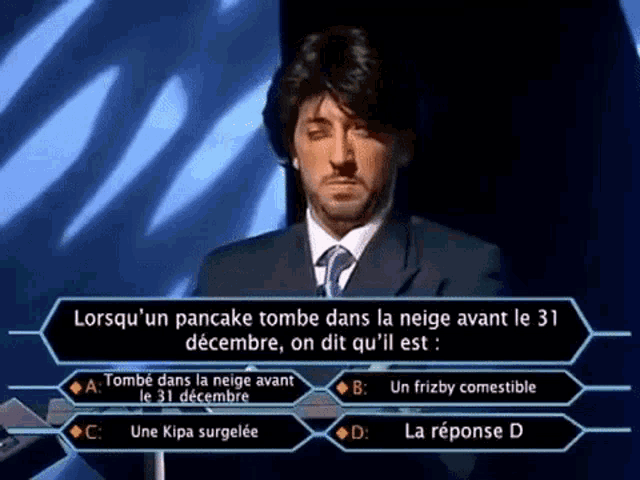 Lorsqu'un pancake tombe dans la neige avant le 31
décembre, on dit qu'il est :
A: Tombé dans la neige avant
le 31 décembre
B: Un frizby comestible
C: Une Kipa surgelée
D: La réponse D